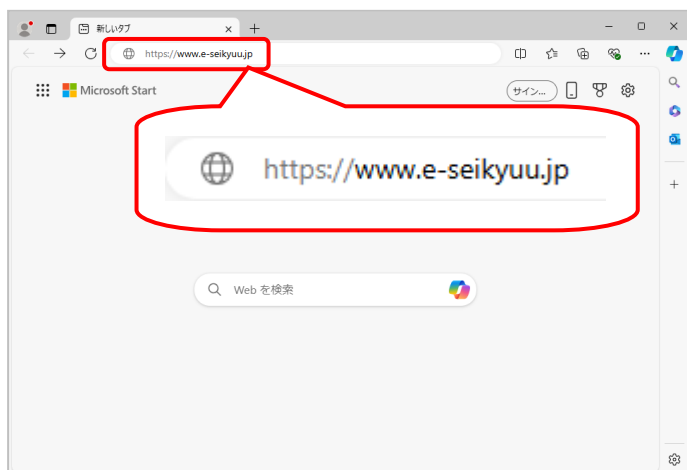 新しいタブ
https://www.e-seikyuu.jp
Microsoft Start
サイン...
https://www.e-seikyuu.jp
Web を検索